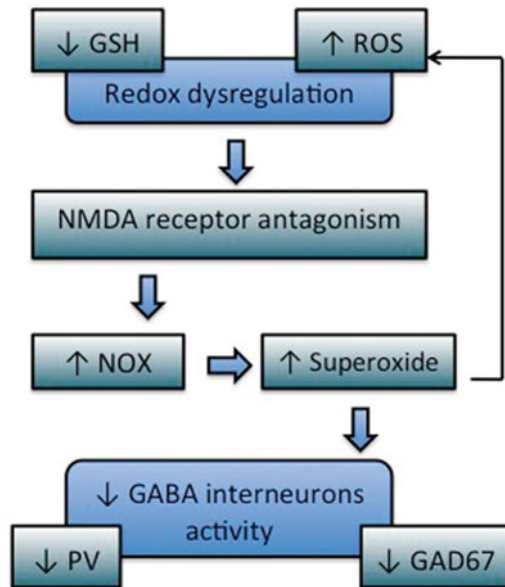 ↓ GSH
↑ ROS
Redox dysregulation
NMDA receptor antagonism
↑ NOX
↑ Superoxide
↓ GABA interneurons
activity
↓ PV
↓ GAD67